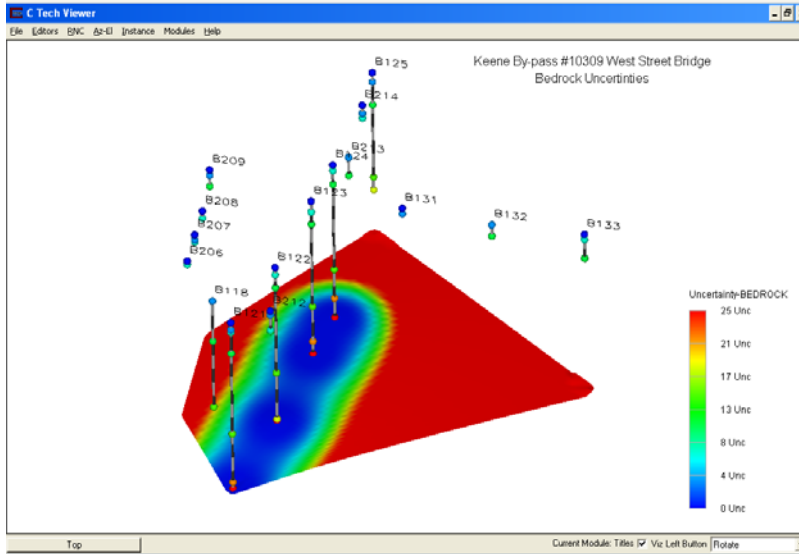 C Tech Viewer
File Editors RNC Az-El Instance Modules Help
Keene By-pass #10309 West Street Bridge
Bedrock Uncertinties
B125
B214
B213
B124
B209
B123
B131
B208
B132
B133
B207
B206
B122
B118
B212
B121
Uncertainty-BEDROCK
25 Unc
21 Unc
17 Unc
13 Unc
8 Unc
4 Unc
0 Unc
Top
Current Module: Titles Viz Left Button Rotate